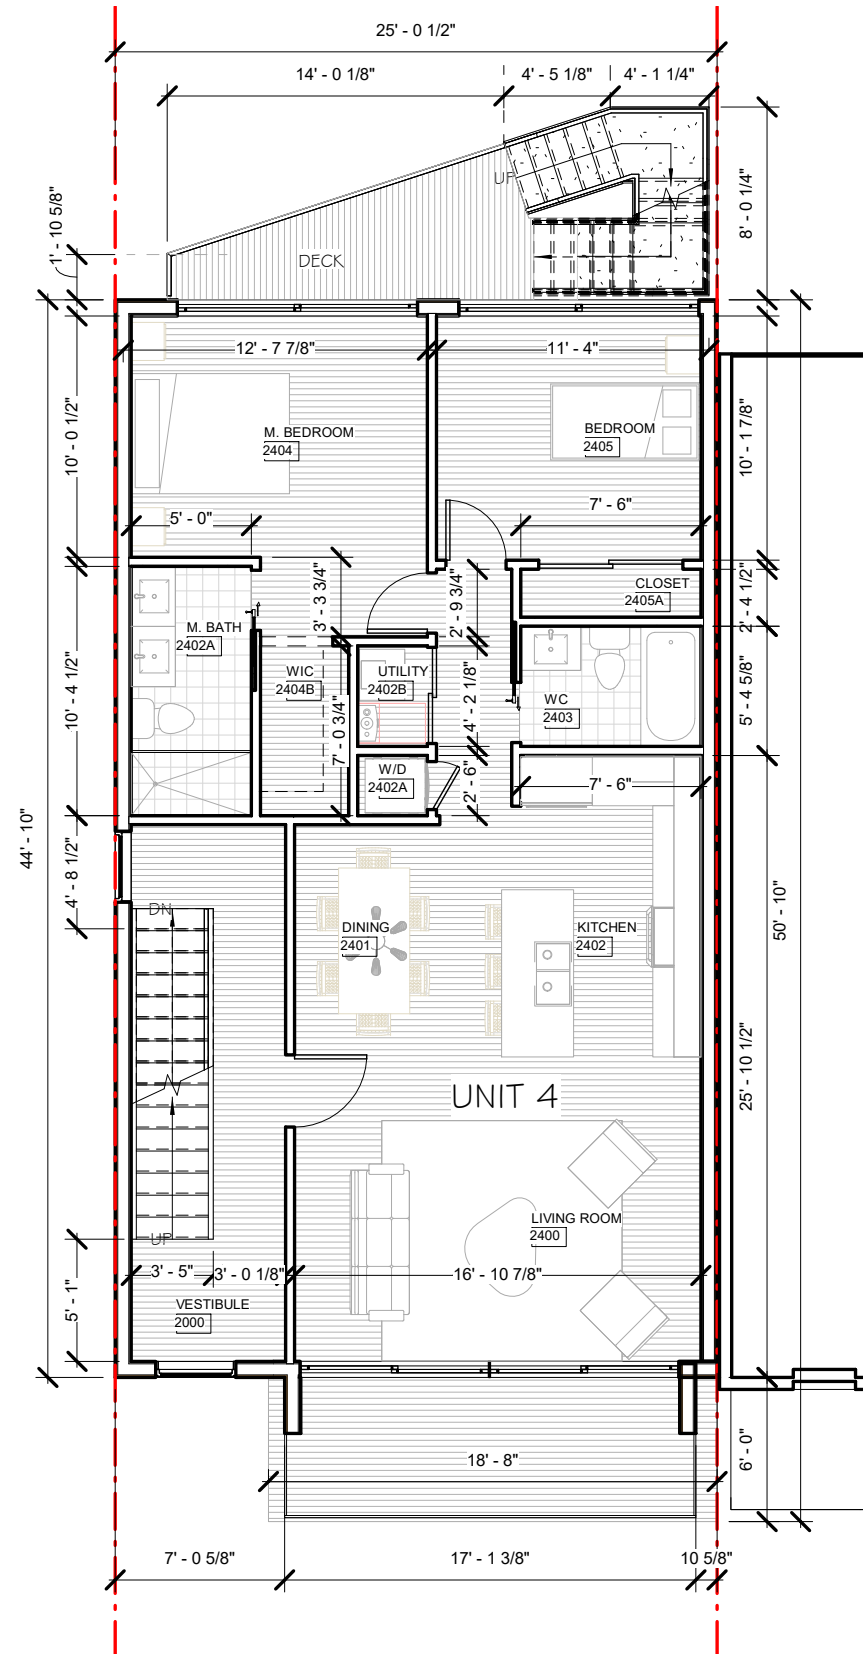 25' - 0 1/2"
14' - 0 1/8"
4' - 5 1/8"
4' - 1 1/4"
8' - 0 1/4"
1' - 10 5/8"
UP
DECK
12' - 7 7/8"
11' - 4"
10' - 0 1/2"
M. BEDROOM
2404
BEDROOM
2405
10' - 1 7/8"
5' - 0"
7' - 6"
3' - 3 3/4"
2' - 9 3/4"
CLOSET
2405A
2' - 4 1/2"
M. BATH
2402A
WIC
2404B
UTILITY
2402B
WC
2403
10' - 4 1/2"
7' - 0 3/4"
4' - 2 1/8"
5' - 4 5/8"
W/D
2402A
2' - 6"
7' - 6"
44' - 10"
4' - 8 1/2"
DN
DINING
2401
KITCHEN
2402
50' - 10"
25' - 10 1/2"
UNIT 4
LIVING ROOM
2400
UP
3' - 5"
3' - 0 1/8"
16' - 10 7/8"
5' - 1"
VESTIBULE
2000
18' - 8"
6' - 0"
7' - 0 5/8"
17' - 1 3/8"
10 5/8"